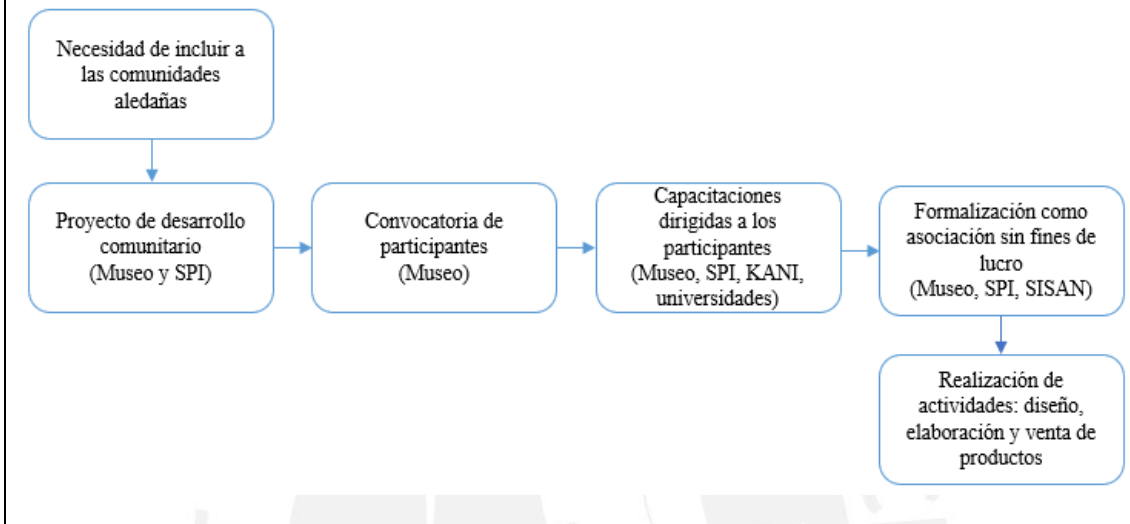 Necesidad de incluir a
las comunidades
aledañas
Proyecto de desarrollo
comunitario
(Museo y SPI)
Convocatoria de
participantes
(Museo)
Capacitaciones
dirigidas a los
participantes
(Museo, SPI, KANI,
universidades)
Formalización como
asociación sin fines de
lucro
(Museo, SPI, SISAN)
Realización de
actividades: diseño,
elaboración y venta de
productos